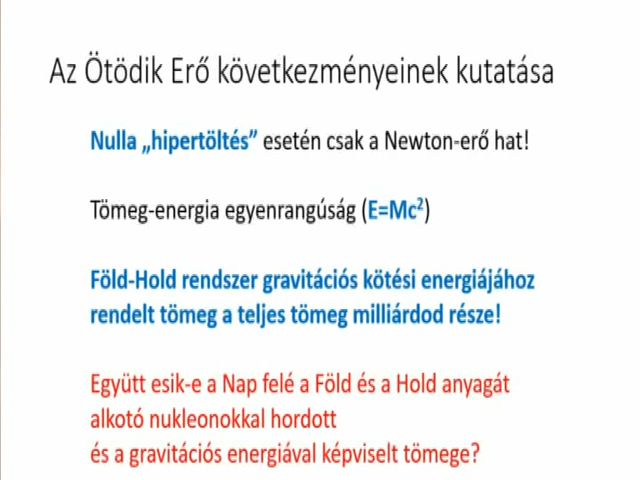 Az Ötödik Erő következményeinek kutatása
Nulla „hipertöltés” esetén csak a Newton-erő hat!
Tömeg-energia egyenrangúság (E=Mc²)
Föld-Hold rendszer gravitációs kötési energiájához
rendelt tömeg a teljes tömeg milliárdod része!
Együtt esik-e a Nap felé a Föld és a Hold anyagát
alkotó nukleonokkal hordott
és a gravitációs energiával képviselt tömege?